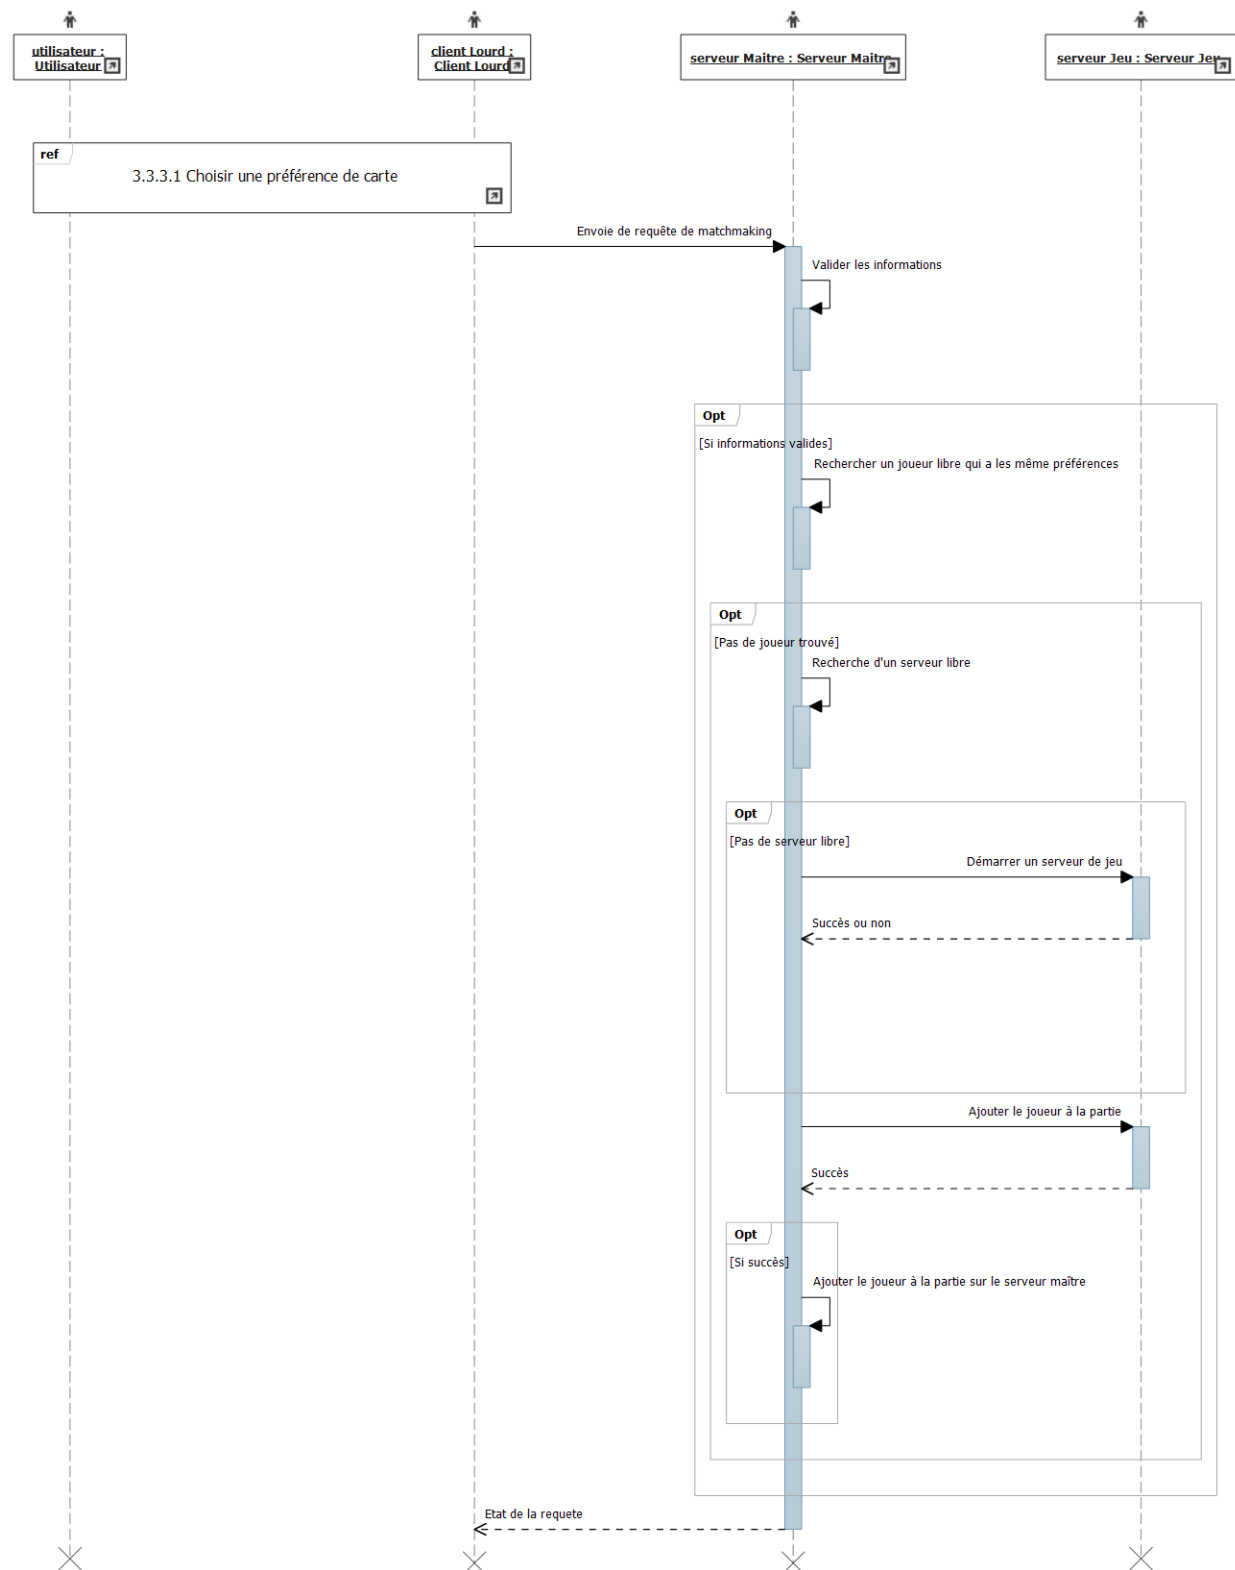 utilisateur :
Utilisateur
client Lourd :
Client Lourd
serveur Maitre : Serveur Maitre
serveur Jeu : Serveur Jeu
ref
3.3.3.1 Choisir une préférence de carte
Envoie de requête de matchmaking
Valider les informations
Opt
[Si informations valides]
Rechercher un joueur libre qui a les même préférences
Opt
[Pas de joueur trouvé]
Recherche d'un serveur libre
Opt
[Pas de serveur libre]
Démarrer un serveur de jeu
Succès ou non
Ajouter le joueur à la partie
Succès
Opt
[Si succès]
Ajouter le joueur à la partie sur le serveur maître
Etat de la requete